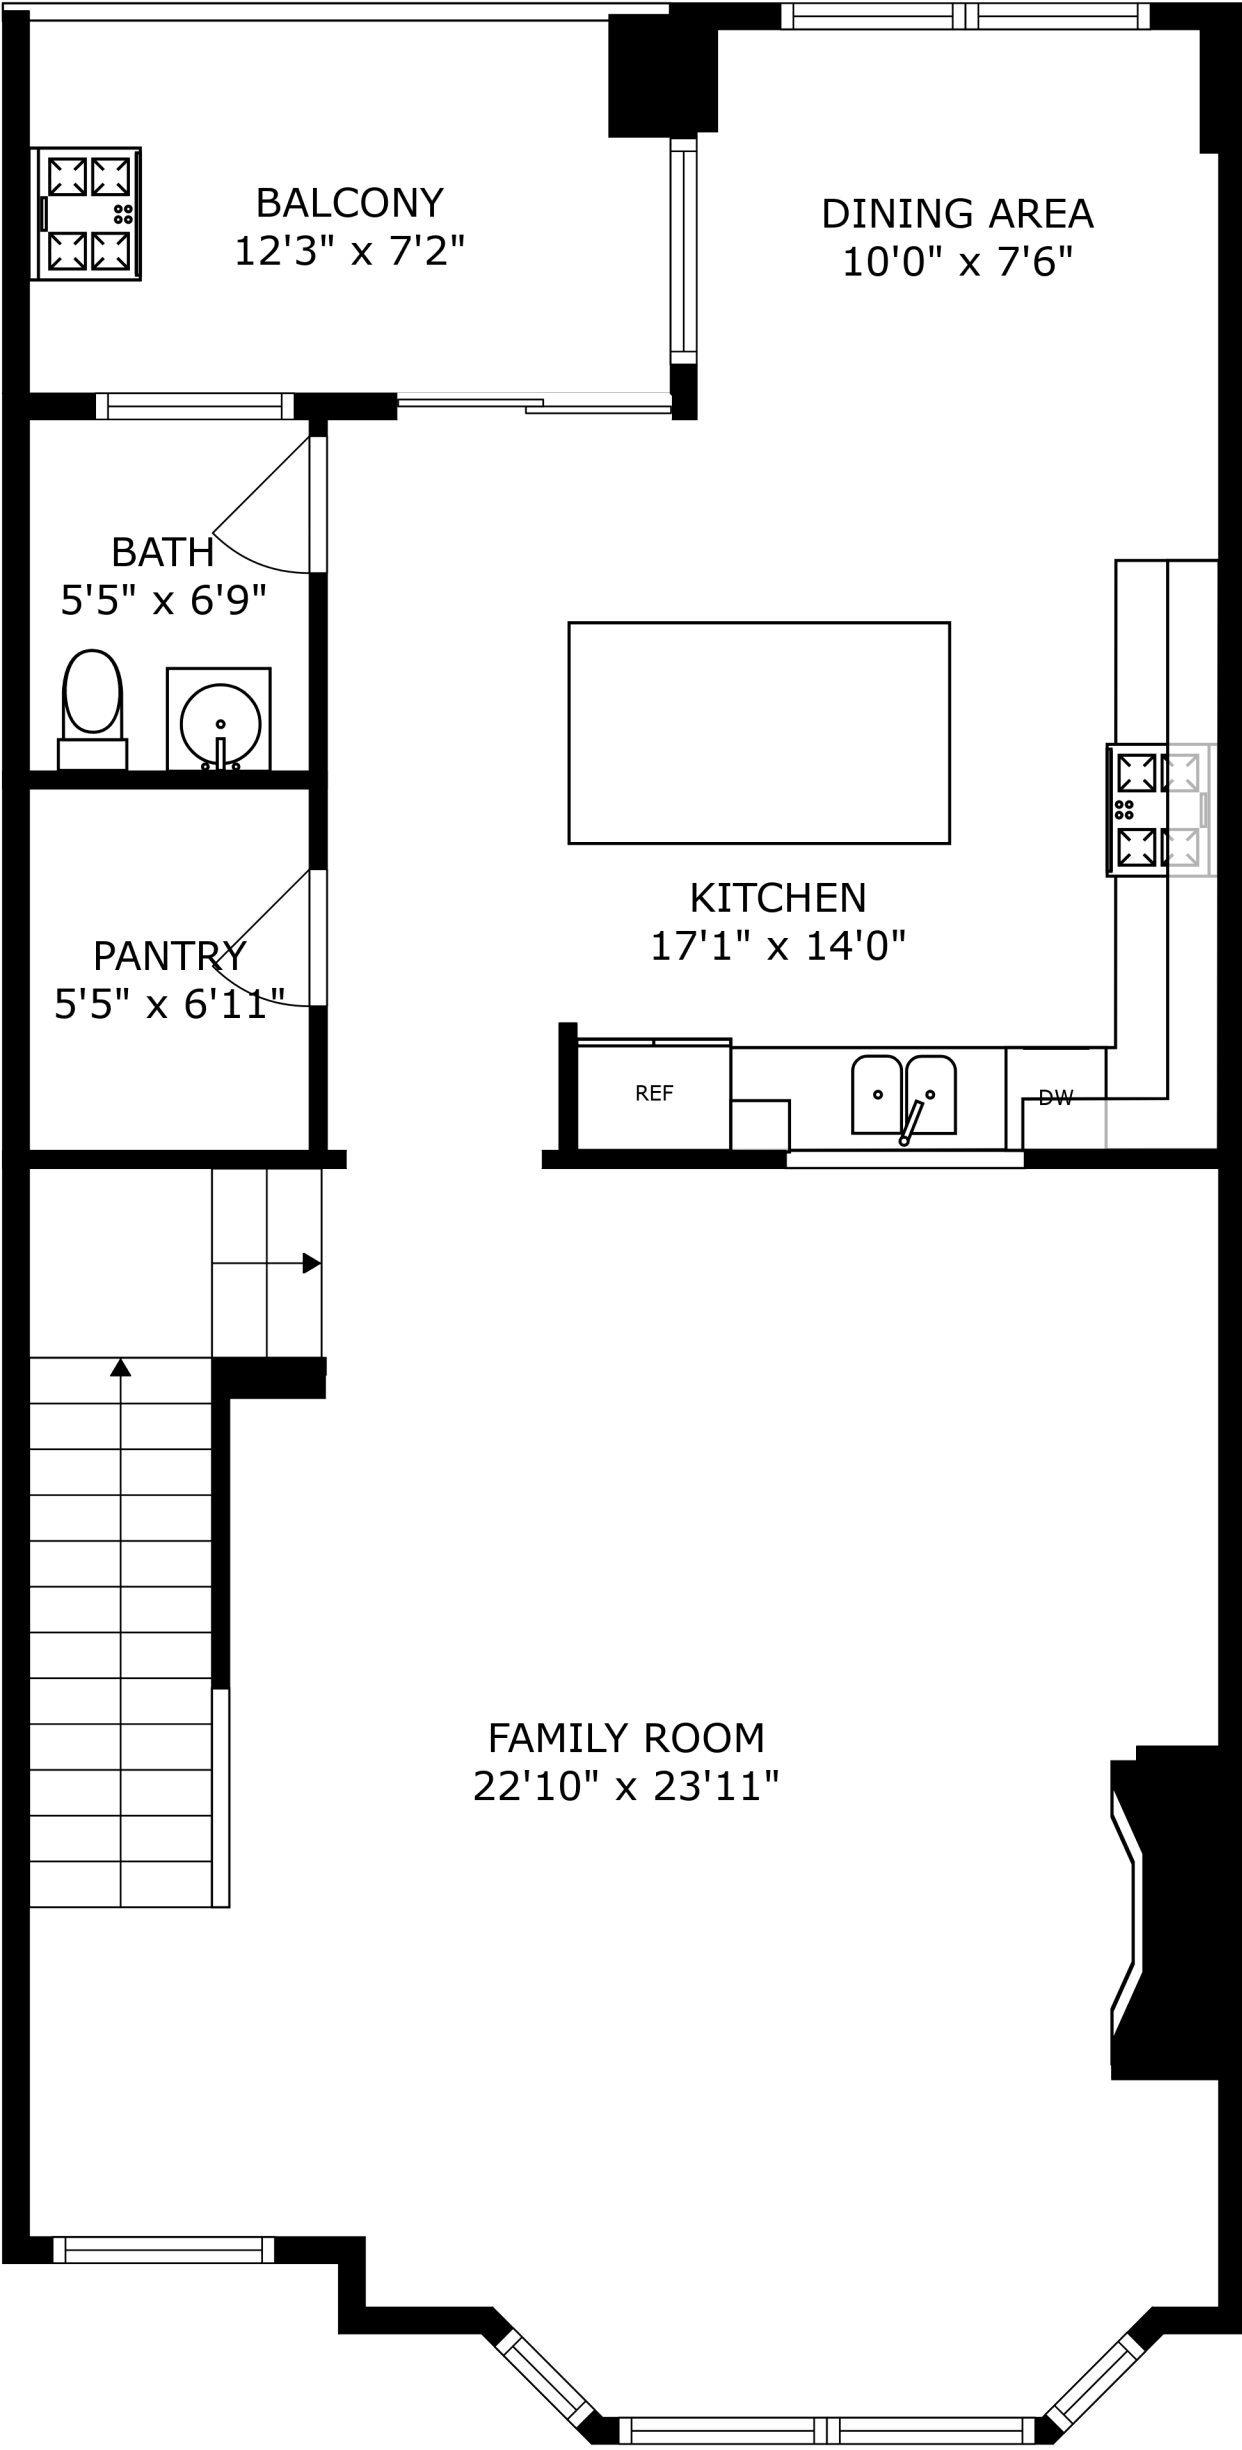 BALCONY
12'3" x 7'2"
DINING AREA
10'0" x 7'6"
BATH
5'5" x 6'9"
KITCHEN
17'1" x 14'0"
PANTRY
5'5" x 6'11"
REF
DW
FAMILY ROOM
22'10" x 23'11"